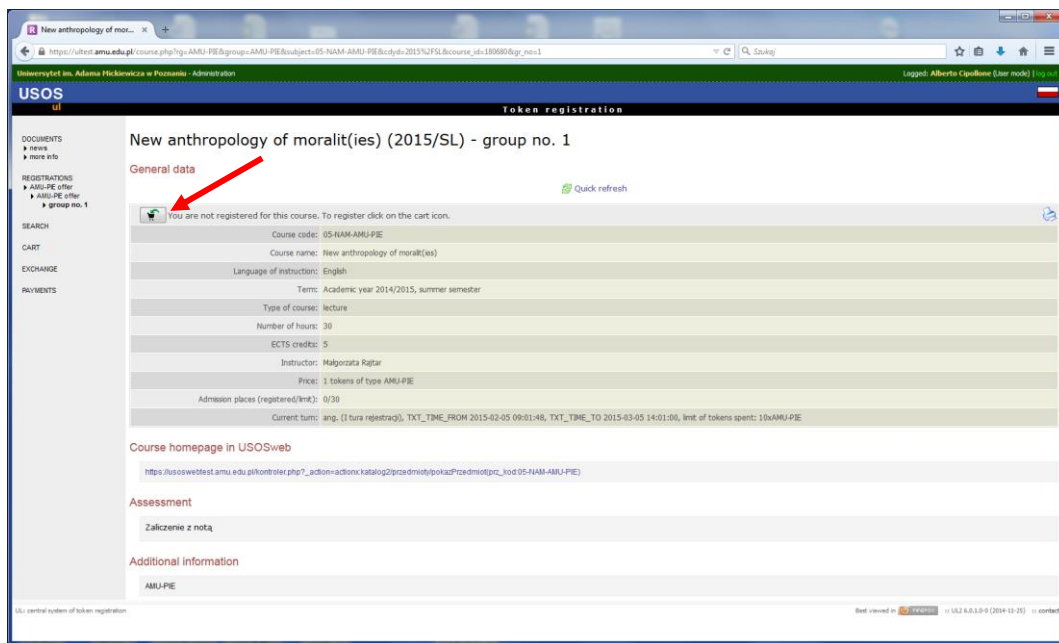 New anthropology of mor...
https://ultest.amu.edu.pl/course.php?rg=AMU-PIE&group=AMU-PIE&subject=05-NAM-AMU-PIE&cdyd=2015%2FSL&course_id=180680&gr_no=1
Szukaj
Uniwersytet im. Adama Mickiewicza w Poznaniu - Administration
Logged: Alberto Cipollone (User mode) | log out
USOS
ul
Token registration
DOCUMENTS
news
more info
REGISTRATIONS
AMU-PIE offer
AMU-PIE offer
group no. 1
SEARCH
CART
EXCHANGE
PAYMENTS
New anthropology of moralit(ies) (2015/SL) - group no. 1
General data
Quick refresh
You are not registered for this course. To register click on the cart icon.
Course code: 05-NAM-AMU-PIE
Course name: New anthropology of moralit(ies)
Language of instruction: English
Term: Academic year 2014/2015, summer semester
Type of course: lecture
Number of hours: 30
ECTS credits: 5
Instructor: Małgorzata Rajtar
Price: 1 tokens of type AMU-PIE
Admission places (registered/limit): 0/30
Current turn: ang. (I tura rejestracji), TXT_TIME_FROM 2015-02-05 09:01:48, TXT_TIME_TO 2015-03-05 14:01:00, limit of tokens spent: 10xAMU-PIE
Course homepage in USOSweb
https://usoswebtest.amu.edu.pl/kontroler.php?_action=actionx:katalog2/przedmioty/pokazPrzedmiot(prz_kod:05-NAM-AMU-PIE)
Assessment
Zaliczenie z notą
Additional information
AMU-PIE
UL: central system of token registration
Best viewed in FIREFOX :: UL2 6.0.1.0-6 (2014-11-25) :: contact